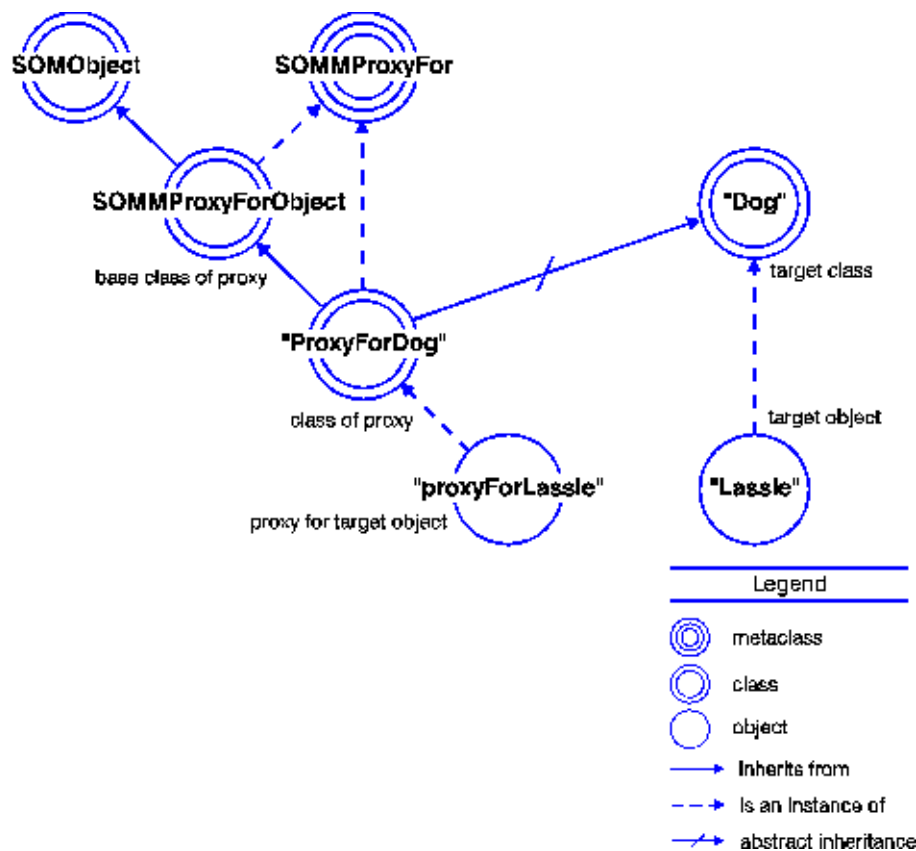 SOMObject
SOMMProxyFor
SOMMProxyForObject
"Dog"
base class of proxy
target class
"ProxyForDog"
class of proxy
target object
"proxyForLassie"
"Lassie"
proxy for target object
Legend
metaclass
class
object
Inherits from
Is an Instance of
abstract inheritance